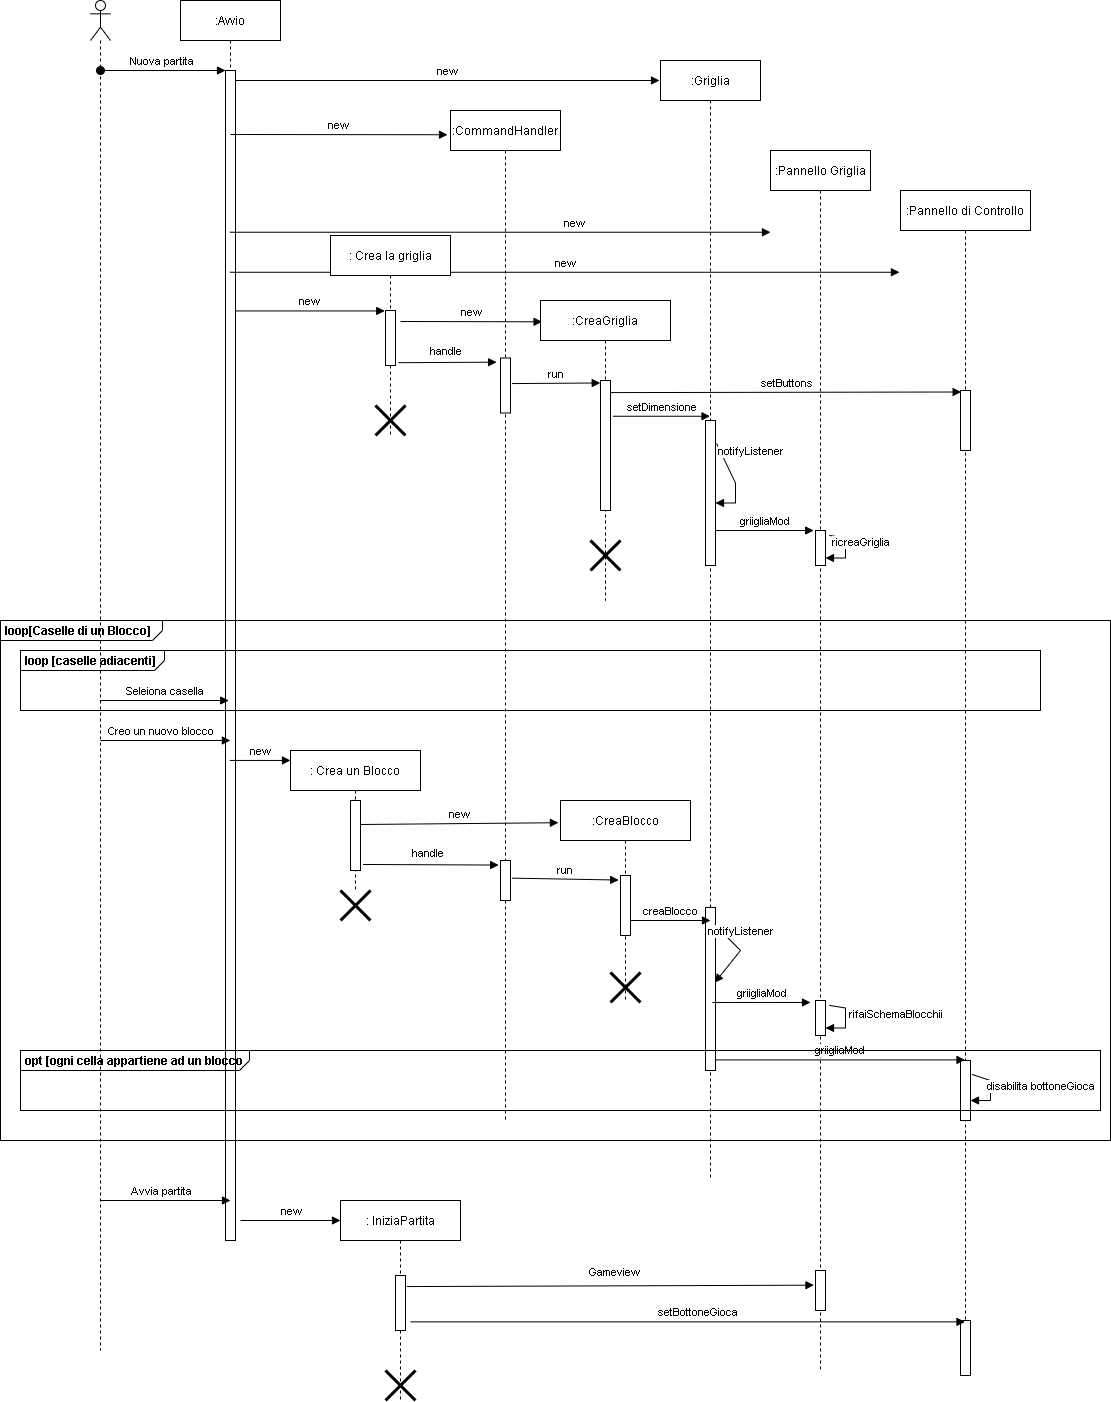 :Avvio
Nuova partita
new
:Griglia
new
:CommandHandler
:Pannello Griglia
:Pannello di Controllo
new
: Crea la griglia
new
new
new
:CreaGriglia
handle
run
setButtons
setDimensione
notifyListener
griigliaMod
ricreaGriglia
loop[Caselle di un Blocco]
loop [caselle adiacenti]
Seleiona casella
Creo un nuovo blocco
new
: Crea un Blocco
new
:CreaBlocco
handle
run
creaBlocco
notifyListener
griigliaMod
rifaiSchemaBlocchii
griigliaMod
opt [ogni cella appartiene ad un blocco
disabilita bottoneGioca
Avvia partita
new
: IniziaPartita
Gameview
setBottoneGioca